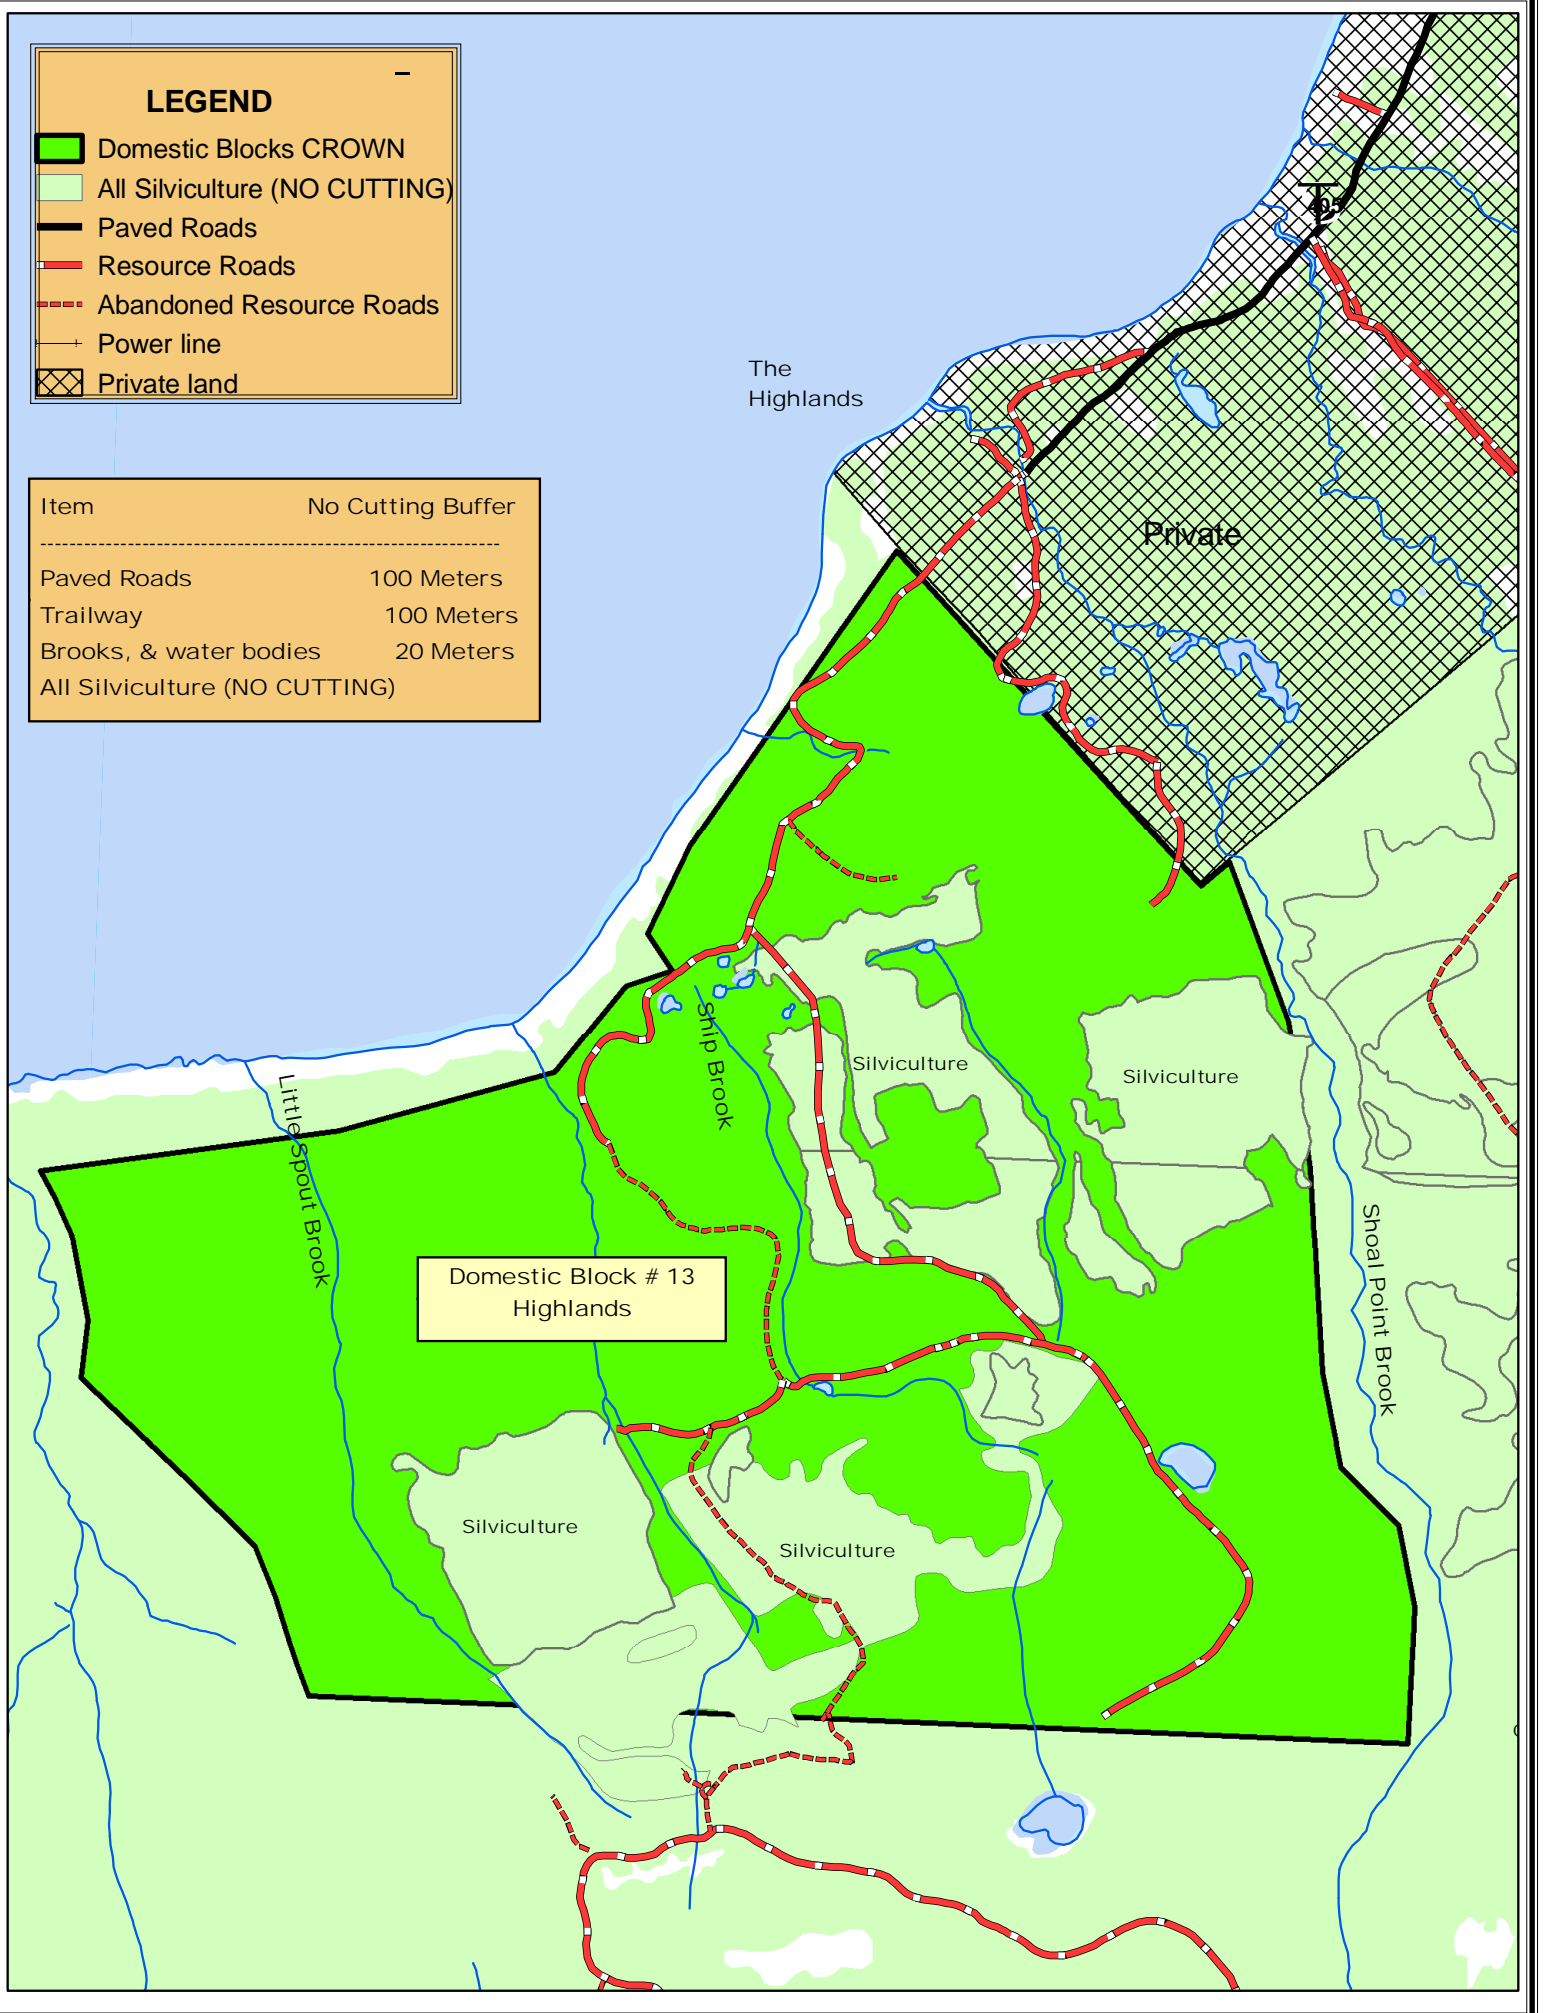 LEGEND
Domestic Blocks CROWN
All Silviculture (NO CUTTING)
Paved Roads
Resource Roads
Abandoned Resource Roads
Power line
Private land
405
The
Highlands
Item No Cutting Buffer
-----------------------------------------------------------
Paved Roads 100 Meters
Trailway 100 Meters
Brooks, & water bodies 20 Meters
All Silviculture (NO CUTTING)
Private
Ship Brook
Silviculture
Silviculture
Little Spout Brook
Shoal Point Brook
Domestic Block # 13
Highlands
Silviculture
Silviculture